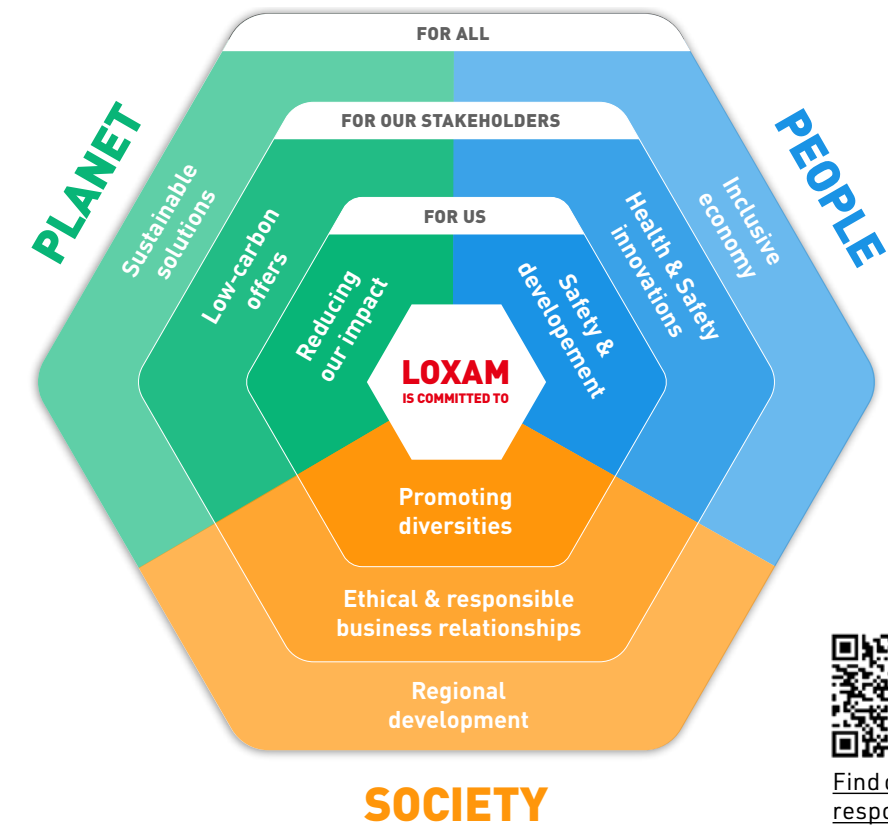 FOR ALL
FOR OUR STAKEHOLDERS
FOR US
PLANET
PEOPLE
SOCIETY
Sustainable
solutions
Low-carbon
offers
Reducing
our impact
Safety &
developement
Health & Safety
innovations
Inclusive
economy
LOXAM
IS COMMITTED TO
Promoting
diversities
Ethical & responsible
business relationships
Regional
development
Find